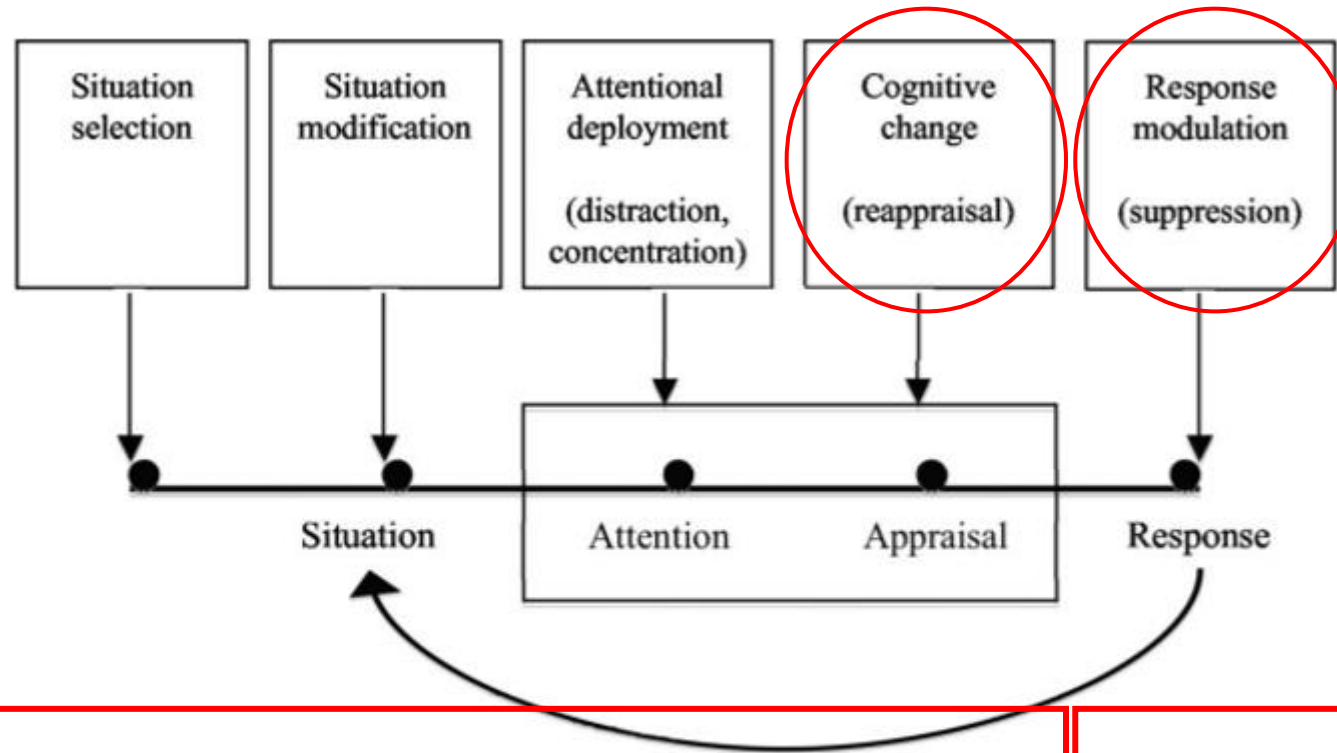 Situation
selection
Situation
modification
Attentional
deployment
(distraction,
concentration)
Cognitive
change
(reappraisal)
Response
modulation
(suppression)
Situation
Attention
Appraisal
Response